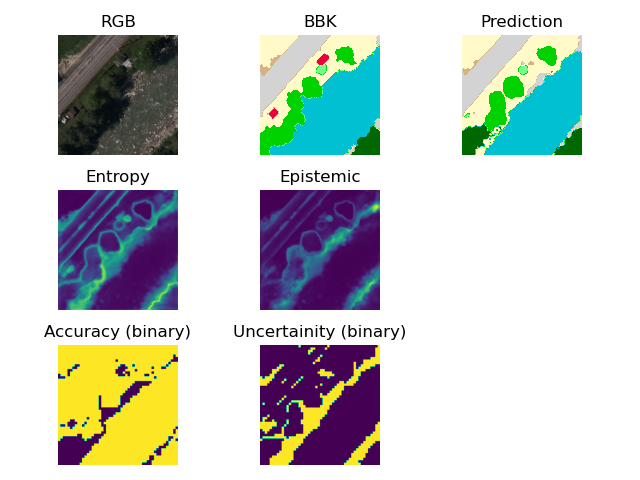 RGB
BBK
Prediction
Entropy
Epistemic
Accuracy (binary)
Uncertainity (binary)